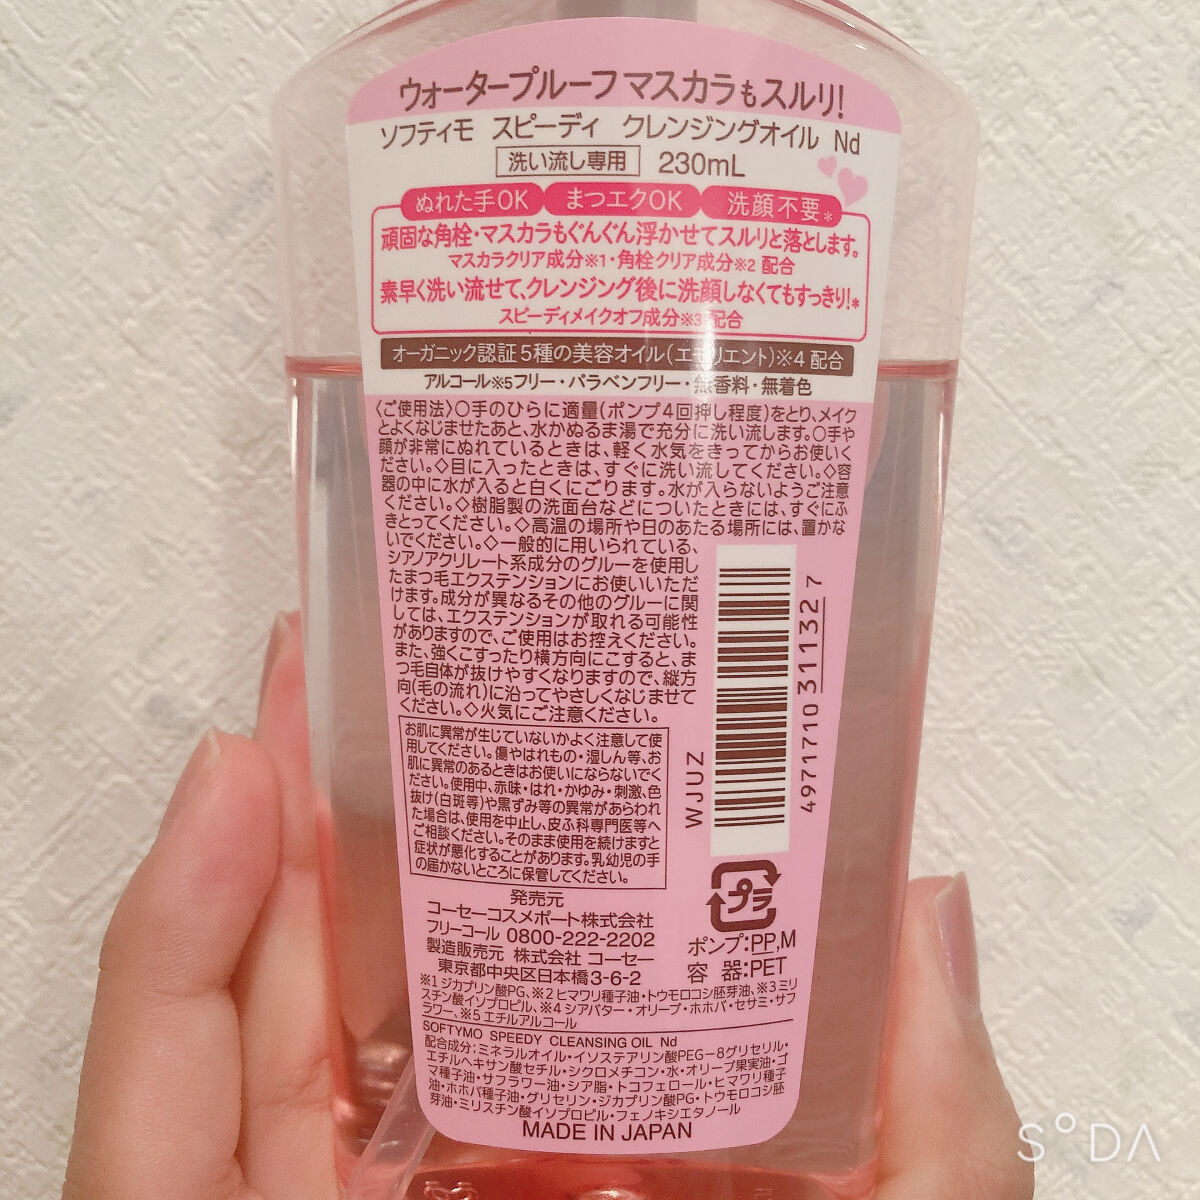 ウォータープルーフ マスカラもスルリ!
ソフティモ スピーディ クレンジングオイル Nd
洗い流し専用 230mL
ぬれた手OK まつエクOK 洗顔不要*
頑固な角栓・マスカラもぐんぐん浮かせてスルリと落とします。
マスカラクリア成分※1・角栓クリア成分※2 配合
素早く洗い流せて、クレンジング後に洗顔しなくてもすっきり!*
スピーディメイクオフ成分※3 配合
オーガニック認証5種の美容オイル(エモリエント)※4 配合
アルコール※5フリー・パラベンフリー・無香料・無着色
〈ご使用法〉○手のひらに適量(ポンプ4回押し程度)をとり、メイク
とよくなじませたあと、水かぬるま湯で充分に洗い流します。○手や
顔が非常にぬれているときは、軽く水気をきってからお使いく
ださい。◇目に入ったときは、すぐに洗い流してください。◇容
器の中に水が入ると白くにごります。水が入らないようご注意
ください。◇樹脂製の洗面台などについたときには、すぐにふ
きとってください。◇高温の場所や日のあたる場所には、置かな
いでください。◇一般的に用いられている、
シアノアクリレート系成分のグルーを使用し
たまつ毛エクステンションにお使いいただ
けます。成分が異なるその他のグルーに関
しては、エクステンションが取れる可能性
がありますので、ご使用はお控えください。
また、強くこすったり横方向にこすると、ま
つ毛自体が抜けやすくなりますので、縦方
向(毛の流れ)に沿ってやさしくなじませて
ください。◇火気にご注意ください。
お肌に異常が生じていないかよく注意して使
用してください。傷やはれもの・湿しん等、お
肌に異常のあるときはお使いにならないでく
ださい。使用中、赤味・はれ・かゆみ・刺激、色
抜け(白斑等)や黒ずみ等の異常があらわれ
た場合は、使用を中止し、皮ふ科専門医等へ
ご相談ください。そのまま使用を続けますと
症状が悪化することがあります。乳幼児の手
の届かないところに保管してください。
WJUZ
4971710311327
プラ
ポンプ:PP,M
容 器:PET
発売元
コーセーコスメポート株式会社
フリーコール 0800-222-2202
製造販売元 株式会社 コーセー
東京都中央区日本橋3-6-2
※1 ジカプリン酸PG、※2 ヒマワリ種子油・トウモロコシ胚芽油、※3 ミリ
スチン酸イソプロピル、※4 シアバター・オリーブ・ホホバ・セサミ・サフ
ラワー、※5 エチルアルコール
SOFTYMO SPEEDY CLEANSING OIL Nd
配合成分:ミネラルオイル・イソステアリン酸PEG-8グリセリル・
エチルヘキサン酸セチル・シクロメチコン・水・オリーブ果実油・ゴ
マ種子油・サフラワー油・シア脂・トコフェロール・ヒマワリ種子
油・ホホバ種子油・グリセリン・ジカプリン酸PG・トウモロコシ胚
芽油・ミリスチン酸イソプロピル・フェノキシエタノール
MADE IN JAPAN
S°DA